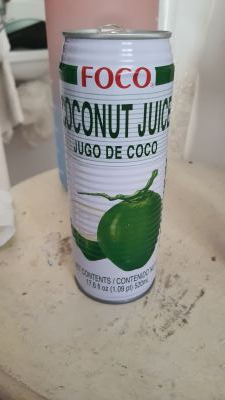 FOCO
COCONUT JUICE
JUGO DE COCO
CONTENTS / CONTENIDO
17.6 fl oz (1.09 pt) 520mL